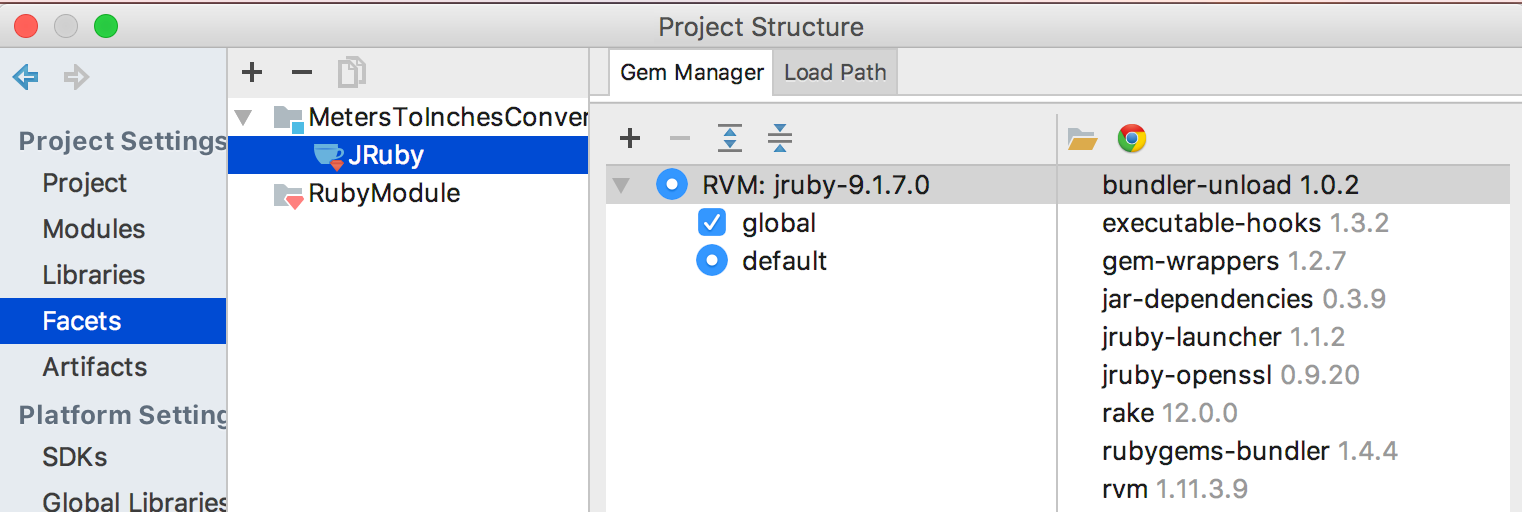 Project Structure
Project Settings
Project
Modules
Libraries
Facets
Artifacts
Platform Setting
SDKs
Global Libraries
MetersToInchesConver
JRuby
RubyModule
Gem Manager
Load Path
RVM: jruby-9.1.7.0
global
default
bundler-unload 1.0.2
executable-hooks 1.3.2
gem-wrappers 1.2.7
jar-dependencies 0.3.9
jruby-launcher 1.1.2
jruby-openssl 0.9.20
rake 12.0.0
rubygems-bundler 1.4.4
rvm 1.11.3.9